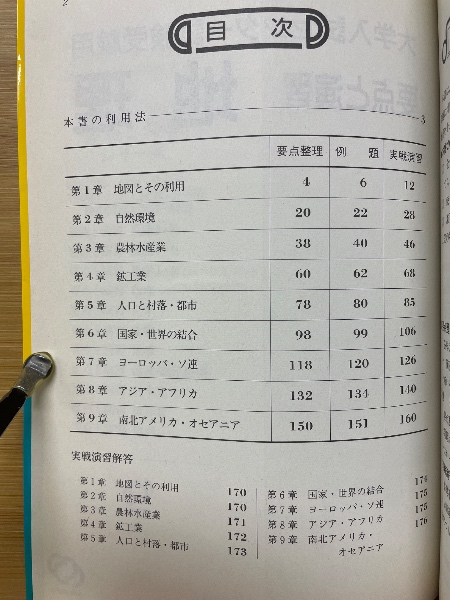 2
目次
本書の利用法 3
要点整理 例題 実戦演習
第1章 地図とその利用 4 6 12
第2章 自然環境 20 22 28
第3章 農林水産業 38 40 46
第4章 鉱工業 60 62 68
第5章 人口と村落・都市 78 80 85
第6章 国家・世界の結合 98 99 106
第7章 ヨーロッパ・ソ連 118 120 126
第8章 アジア・アフリカ 132 134 140
第9章 南北アメリカ・オセアニア 150 151 160
実戦演習解答
第1章 地図とその利用 170
第2章 自然環境 170
第3章 農林水産業 171
第4章 鉱工業 172
第5章 人口と村落・都市 173
第6章 国家・世界の結合 174
第7章 ヨーロッパ・ソ連 175
第8章 アジア・アフリカ 175
第9章 南北アメリカ・
オセアニア 176